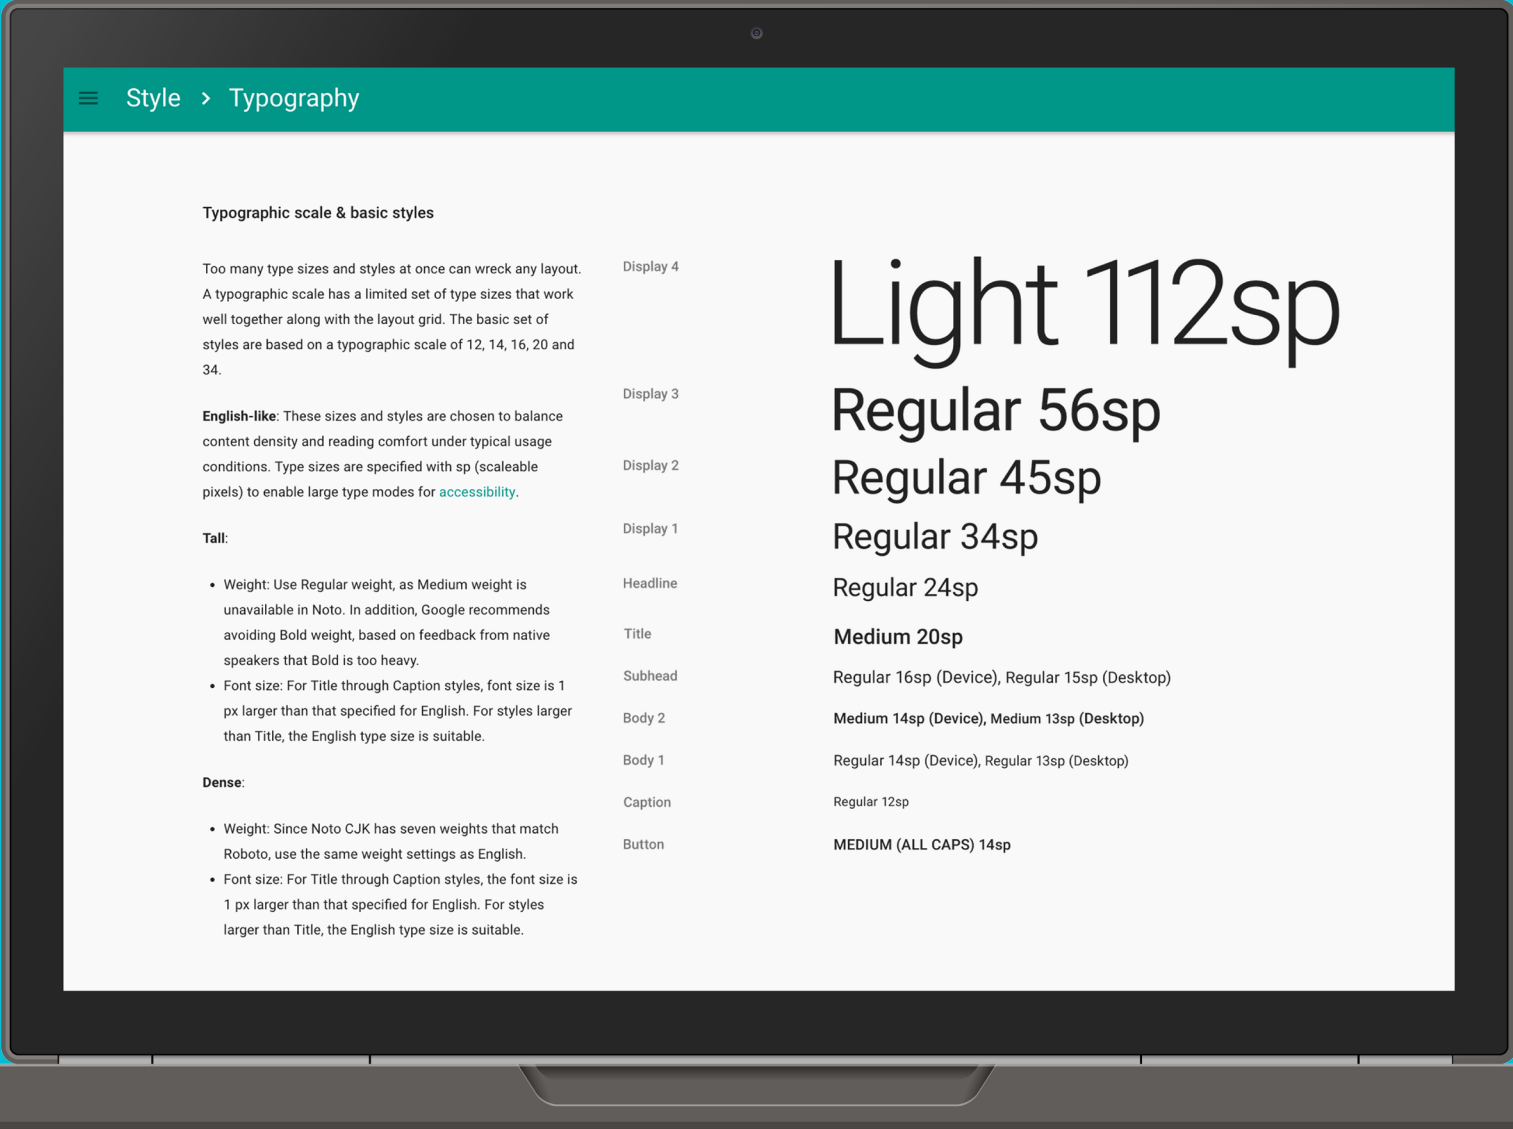 Style > Typography
Typographic scale & basic styles
Too many type sizes and styles at once can wreck any layout.
A typographic scale has a limited set of type sizes that work
well together along with the layout grid. The basic set of
styles are based on a typographic scale of 12, 14, 16, 20 and
34.
English-like: These sizes and styles are chosen to balance
content density and reading comfort under typical usage
conditions. Type sizes are specified with sp (scaleable
pixels) to enable large type modes for accessibility.
Tall:
• Weight: Use Regular weight, as Medium weight is
unavailable in Noto. In addition, Google recommends
avoiding Bold weight, based on feedback from native
speakers that Bold is too heavy.
• Font size: For Title through Caption styles, font size is 1
px larger than that specified for English. For styles larger
than Title, the English type size is suitable.
Dense:
• Weight: Since Noto CJK has seven weights that match
Roboto, use the same weight settings as English.
• Font size: For Title through Caption styles, the font size is
1 px larger than that specified for English. For styles
larger than Title, the English type size is suitable.
Display 4 Light 112sp
Display 3 Regular 56sp
Display 2 Regular 45sp
Display 1 Regular 34sp
Headline Regular 24sp
Title Medium 20sp
Subhead Regular 16sp (Device), Regular 15sp (Desktop)
Body 2 Medium 14sp (Device), Medium 13sp (Desktop)
Body 1 Regular 14sp (Device), Regular 13sp (Desktop)
Caption Regular 12sp
Button MEDIUM (ALL CAPS) 14sp